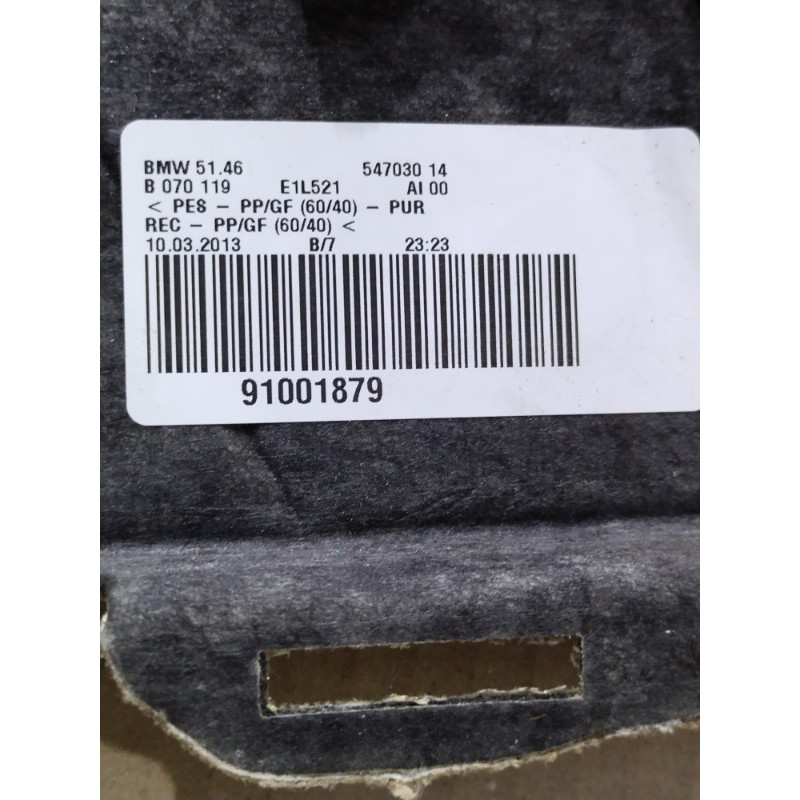 BMW 51.46 547030 14
B 070 119 E1L521 AI 00
< PES - PP/GF (60/40) - PUR
REC - PP/GF (60/40) <
10.03.2013 B/7 23:23
91001879